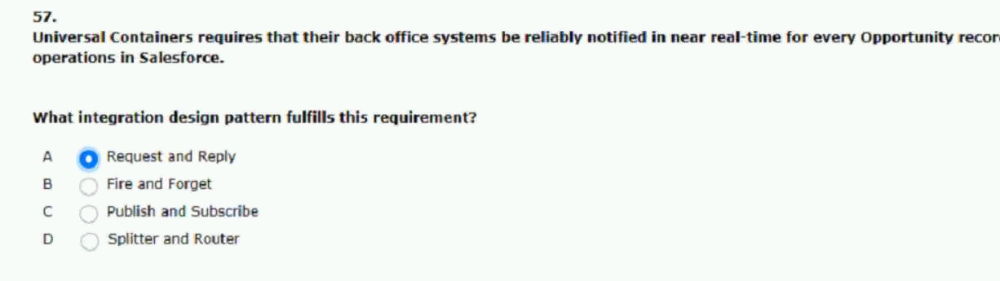 57.
Universal Containers requires that their back office systems be reliably notified in near real-time for every Opportunity
operations in Salesforce.
What integration design pattern fulfills this requirement?
A Request and Reply
B Fire and Forget
C Publish and Subscribe
D Splitter and Router